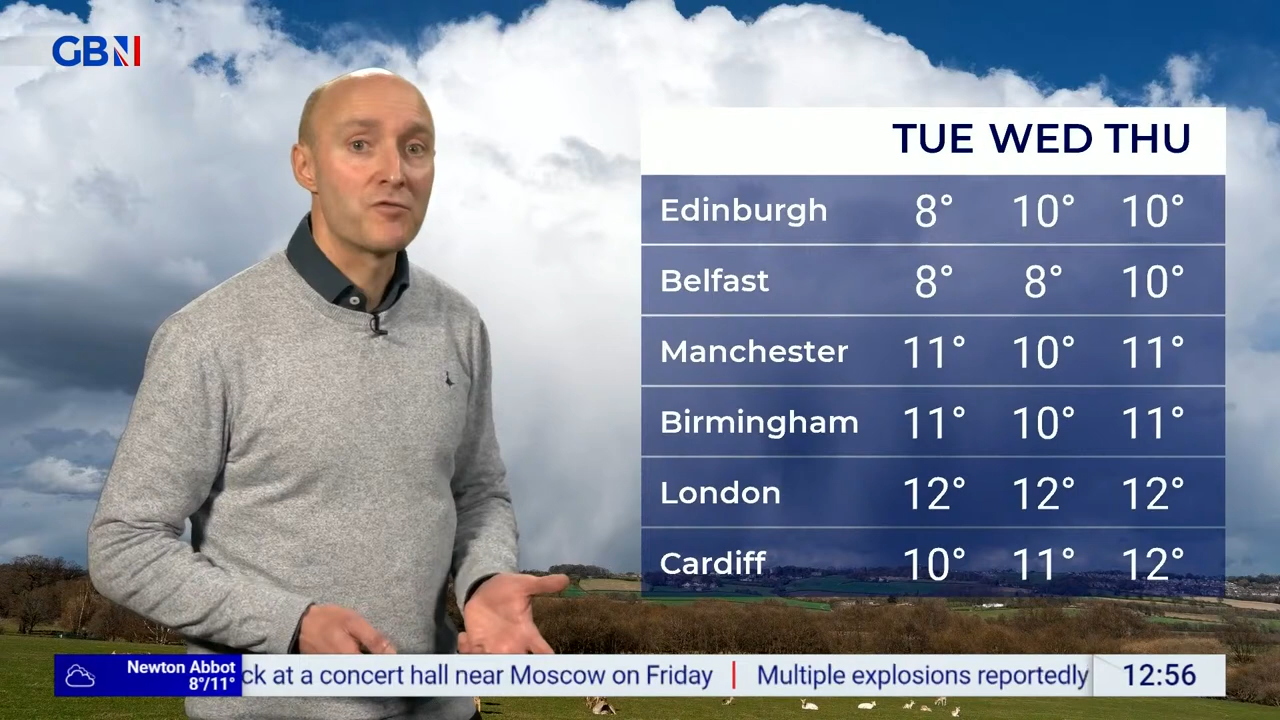 GBN
TUE WED THU
Edinburgh 8° 10° 10°
Belfast 8° 8° 10°
Manchester 11° 10° 11°
Birmingham 11° 10° 11°
London 12° 12° 12°
Cardiff 10° 11° 12°
Newton Abbot
8°/11°
ck at a concert hall near Moscow on Friday | Multiple explosions reportedly
12:56